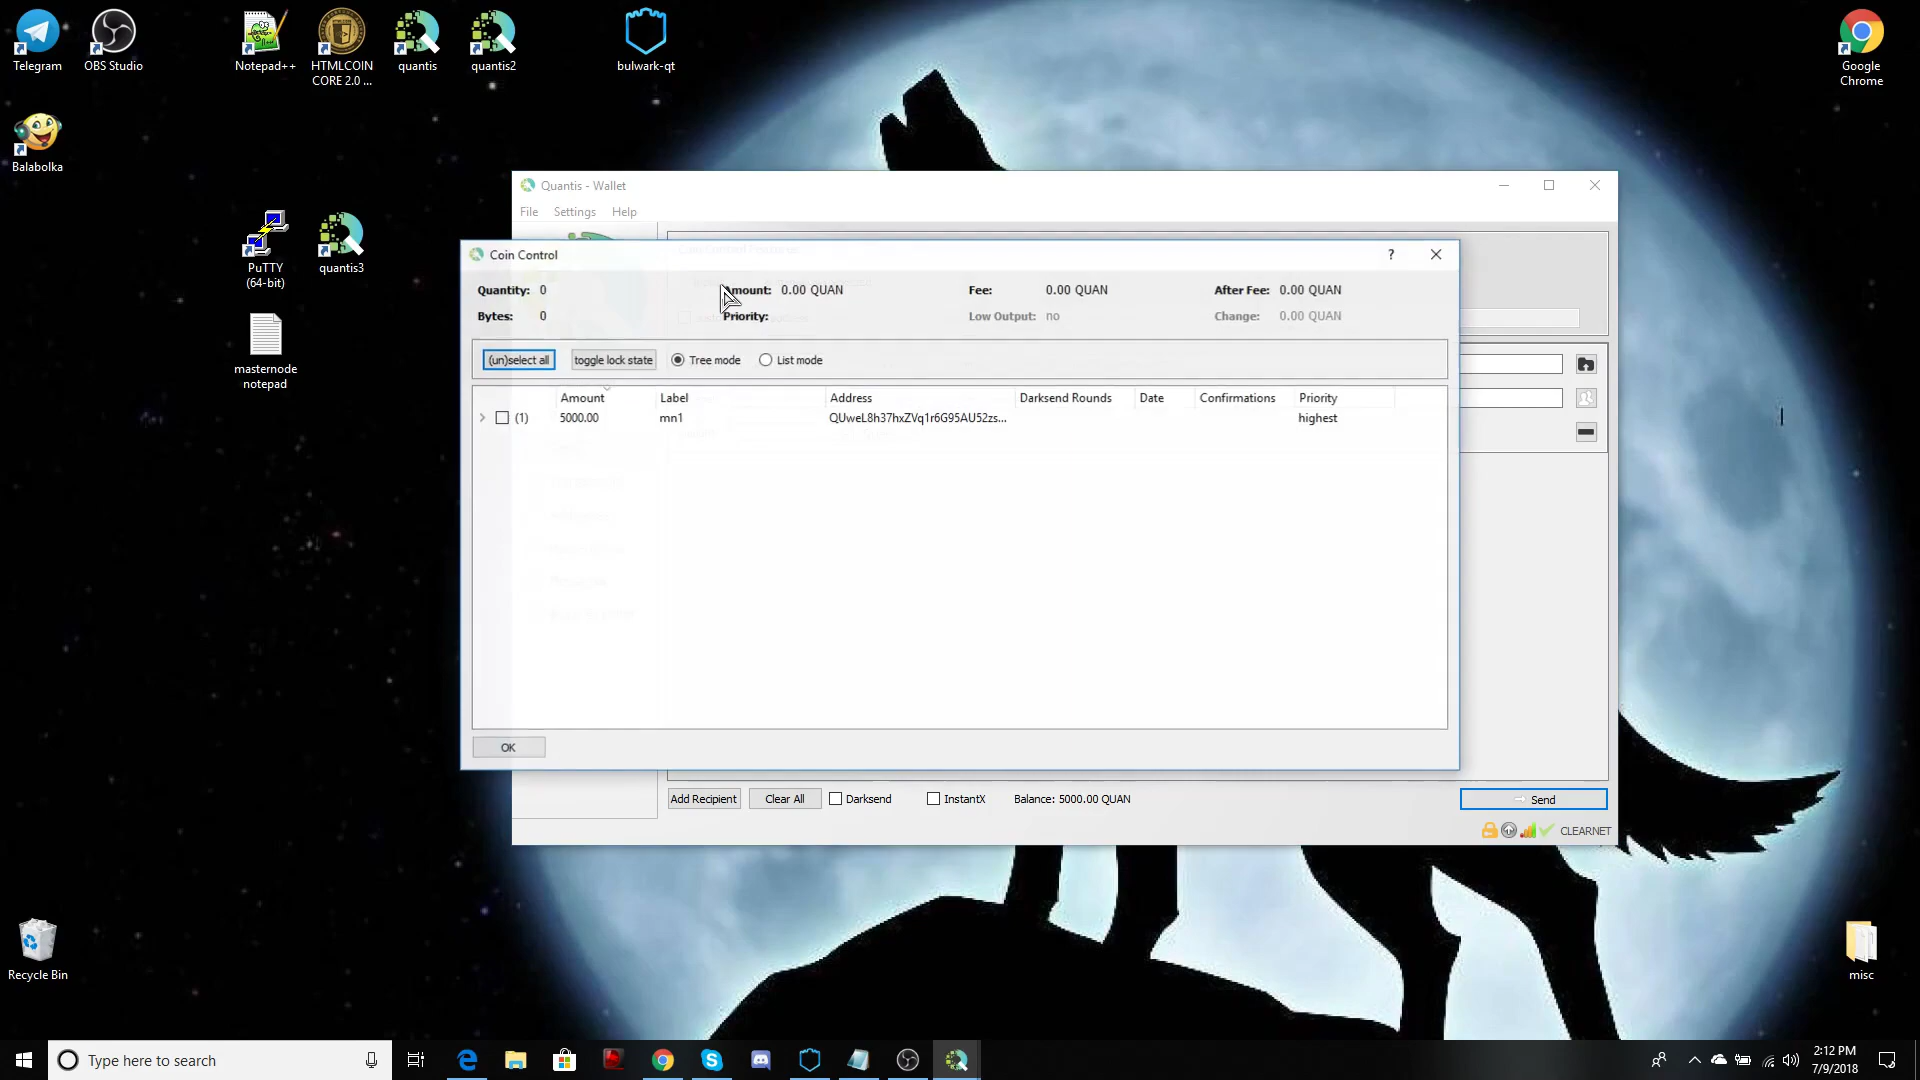 Telegram
OBS Studio
Notepad++
HTMLCOIN
CORE 2.0 ...
quantis
quantis2
bulwark-qt
Google
Chrome
Balabolka
PuTTY
(64-bit)
quantis3
masternode
notepad
Quantis - Wallet
File Settings Help
Coin Control
?
Quantity: 0 Amount: 0.00 QUAN Fee: 0.00 QUAN After Fee: 0.00 QUAN
Bytes: 0 Priority: Low Output: no Change: 0.00 QUAN
(un)select all toggle lock state Tree mode List mode
Amount Label Address Darksend Rounds Date Confirmations Priority
(1) 5000.00 mn1 QUweL8h37hxZVq1r6G95AU52zs... highest
OK
Add Recipient Clear All Darksend InstantX Balance: 5000.00 QUAN Send
CLEARNET
Recycle Bin
misc
Type here to search
2:12 PM
7/9/2018